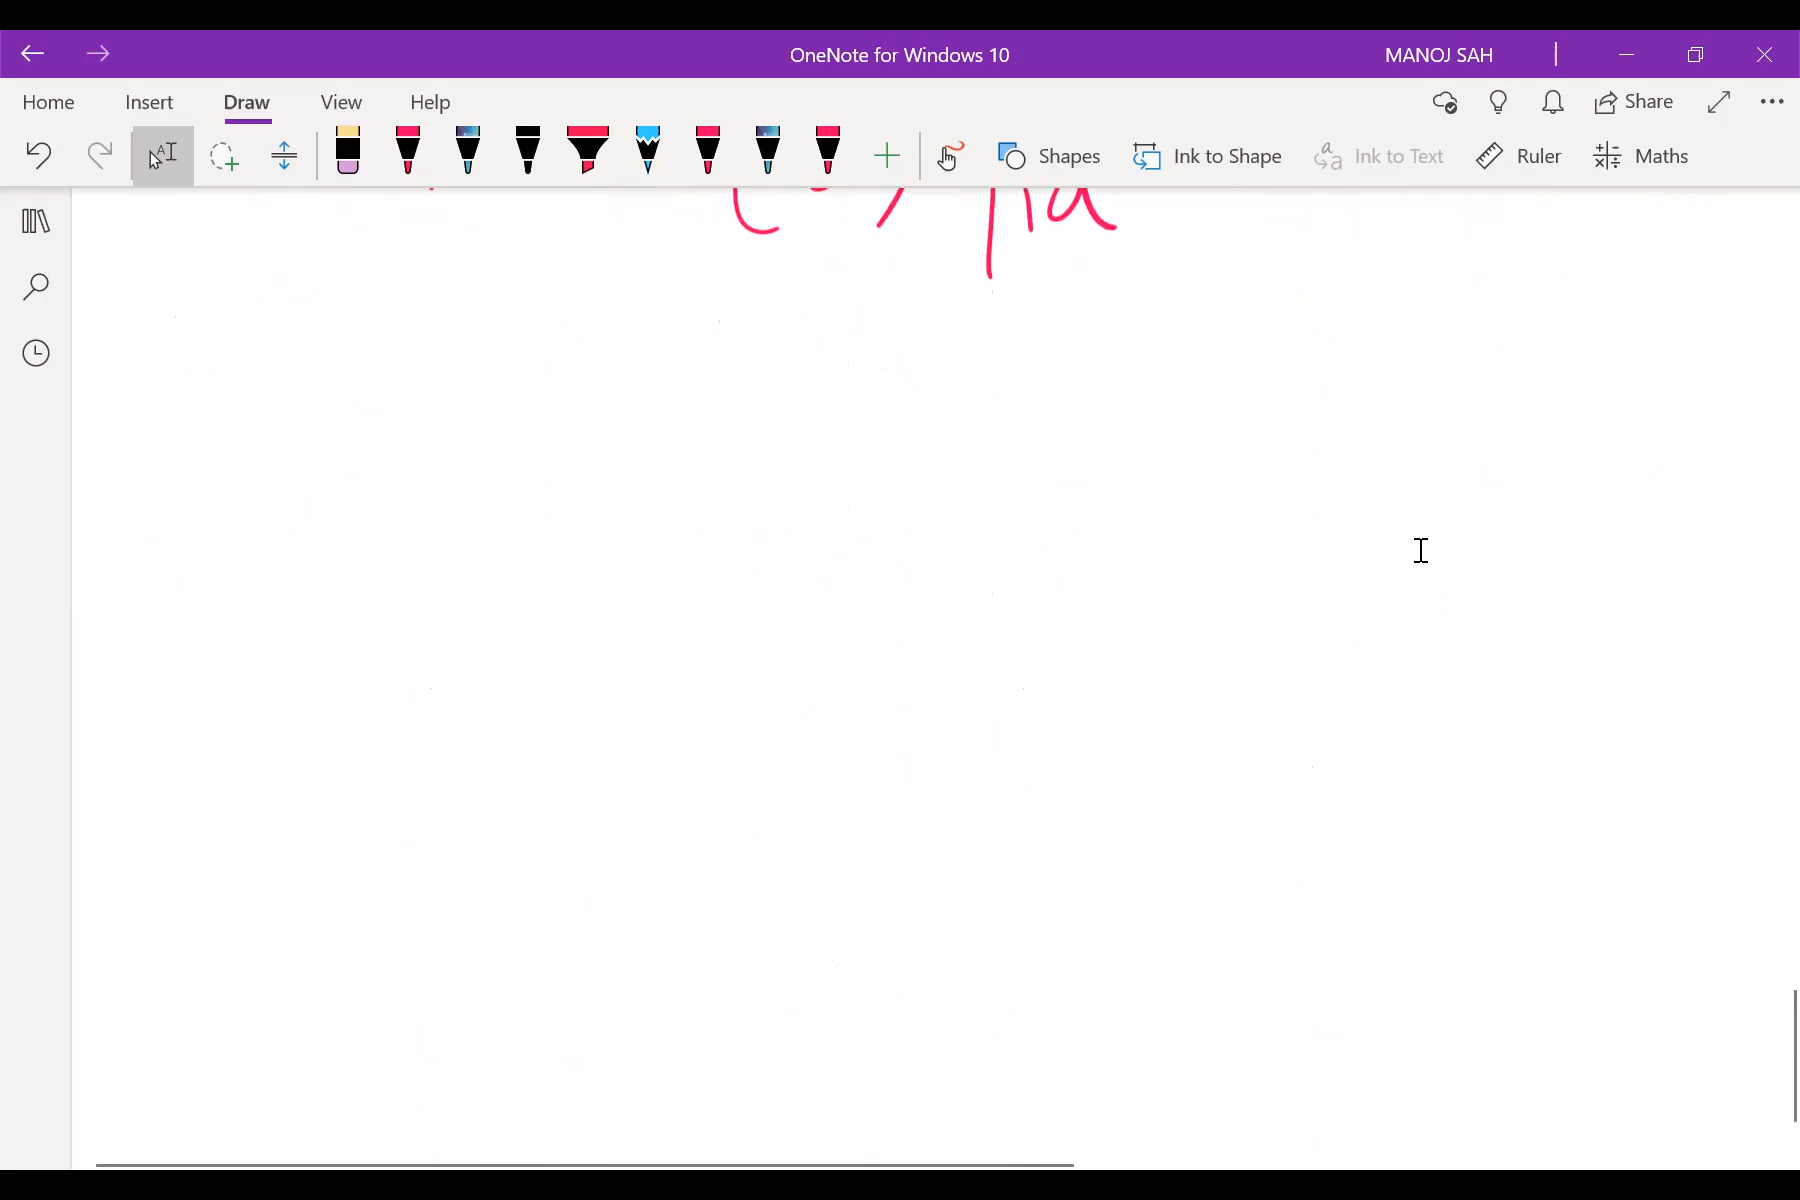 OneNote for Windows 10 MANOJ SAH
Home Insert Draw View Help Share
Shapes Ink to Shape Ink to Text Ruler Maths